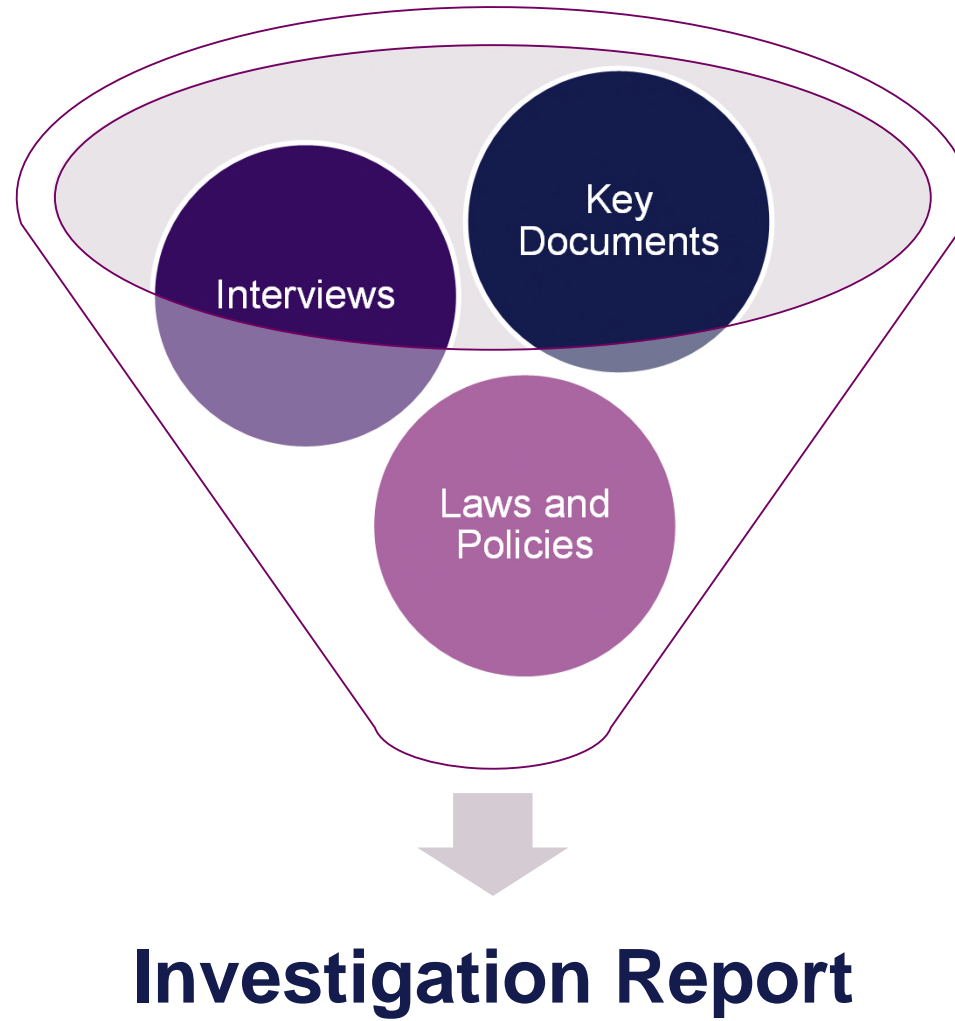 Key
Documents
Interviews
Laws and
Policies
Investigation Report